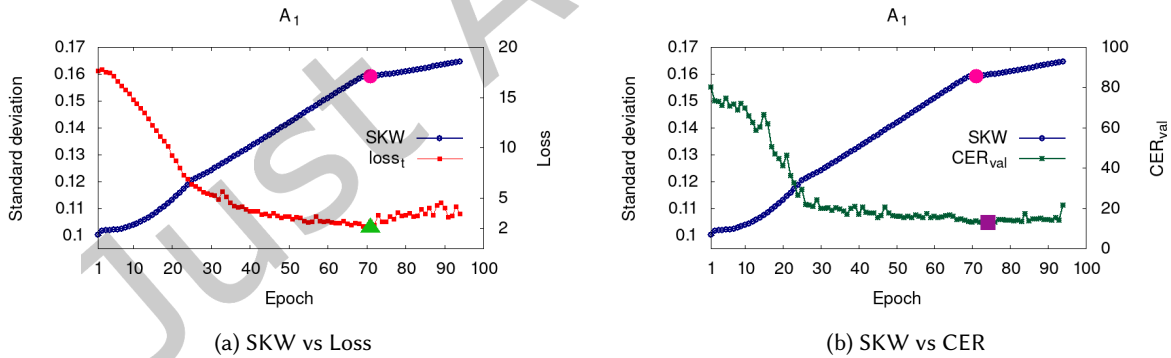 A1
0.17
0.16
0.15
0.14
0.13
0.12
0.11
0.1
Standard deviation
20
17
10
5
2
Loss
SKW
losst
1 10 20 30 40 50 60 70 80 90 100
Epoch
(a) SKW vs Loss
A1
0.17
0.16
0.15
0.14
0.13
0.12
0.11
0.1
Standard deviation
100
80
60
40
20
0
CERval
SKW
CERval
1 10 20 30 40 50 60 70 80 90 100
Epoch
(b) SKW vs CER
Just A